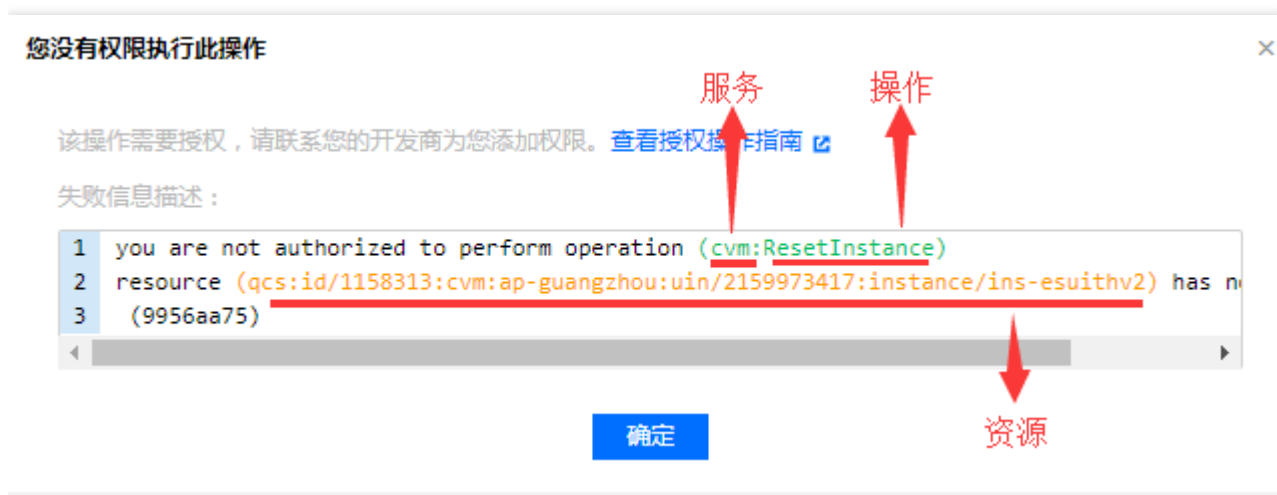 您没有权限执行此操作
服务 操作
该操作需要授权，请联系您的开发商为您添加权限。查看授权操作指南
失败信息描述：
1 you are not authorized to perform operation (cvm:ResetInstance)
2 resource (qcs:id/1158313:cvm:ap-guangzhou:uin/2159973417:instance/ins-esuithv2) has
3 (9956aa75)
确定
资源